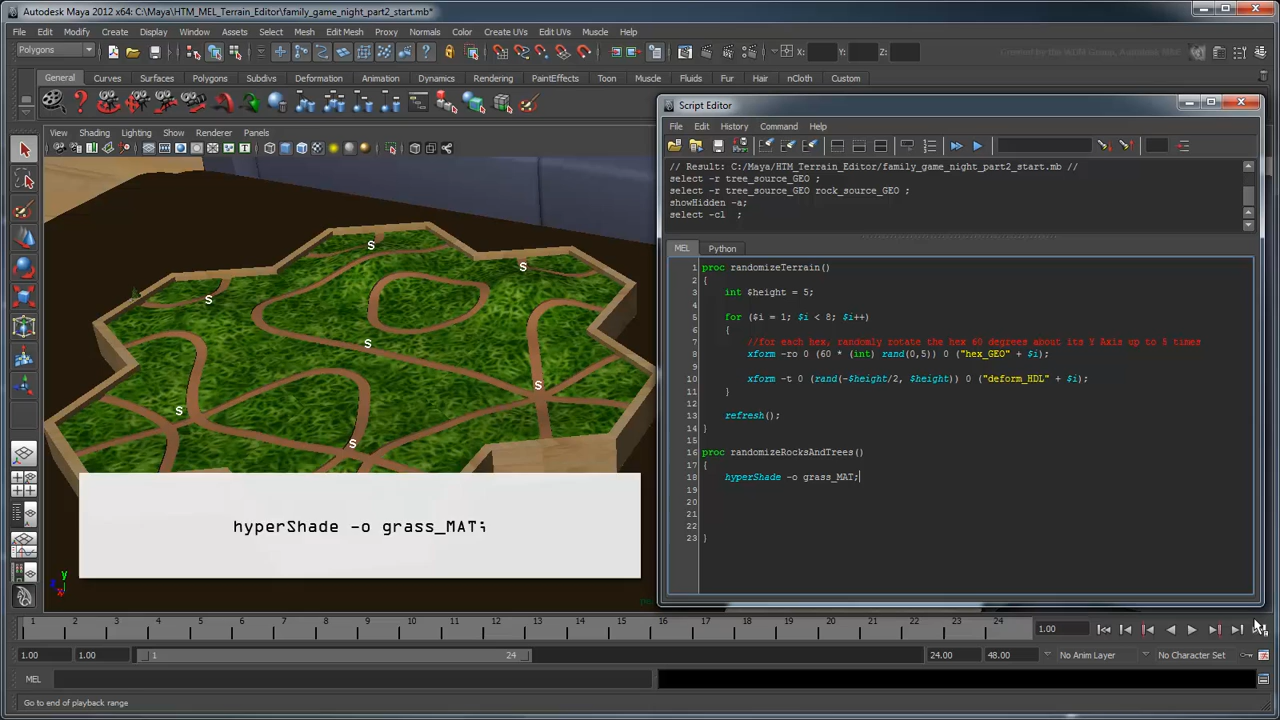 Autodesk Maya 2012 x64: C:\Maya\HTM_MEL_Terrain_Editor\family_game_night_part2_start.mb*
File Edit Modify Create Display Window Assets Select Mesh Edit Mesh Proxy Normals Color Create UVs Edit UVs Muscle Help
Polygons
X: Y: Z:
General Curves Surfaces Polygons Subdivs Deformation Animation Dynamics Rendering PaintEffects Toon Muscle Fluids Fur Hair nCloth Custom
View Shading Lighting Show Renderer Panels
Script Editor
File Edit History Command Help
// Result: C:/Maya/HTM_Terrain_Editor/family_game_night_part2_start.mb //
select -r tree_source_GEO ;
select -r tree_source_GEO rock_source_GEO ;
showHidden -a;
select -cl ;
MEL Python
1 proc randomizeTerrain()
2 {
3 int $height = 5;
4
5 for ($i = 1; $i < 8; $i++)
6 {
7 //for each hex, randomly rotate the hex 60 degrees about its Y Axis up to 5 times
8 xform -ro 0 (60 * (int) rand(0,5)) 0 ("hex_GEO" + $i);
9
10 xform -t 0 (rand(-$height/2, $height)) 0 ("deform_HDL" + $i);
11 }
12
13 refresh();
14 }
15
16 proc randomizeRocksAndTrees()
17 {
18 hyperShade -o grass_MAT;
19
20
21
22
23 }
S
S
S
S
S
S
S
hyperShade -o grass_MAT;
y
x
1 2 3 4 5 6 7 8 9 10 11 12 13 14 15 16 17 18 19 20 21 22 23 24
1.00
1.00 1.00 1 24 24.00 48.00 No Anim Layer No Character Set
MEL
Go to end of playback range